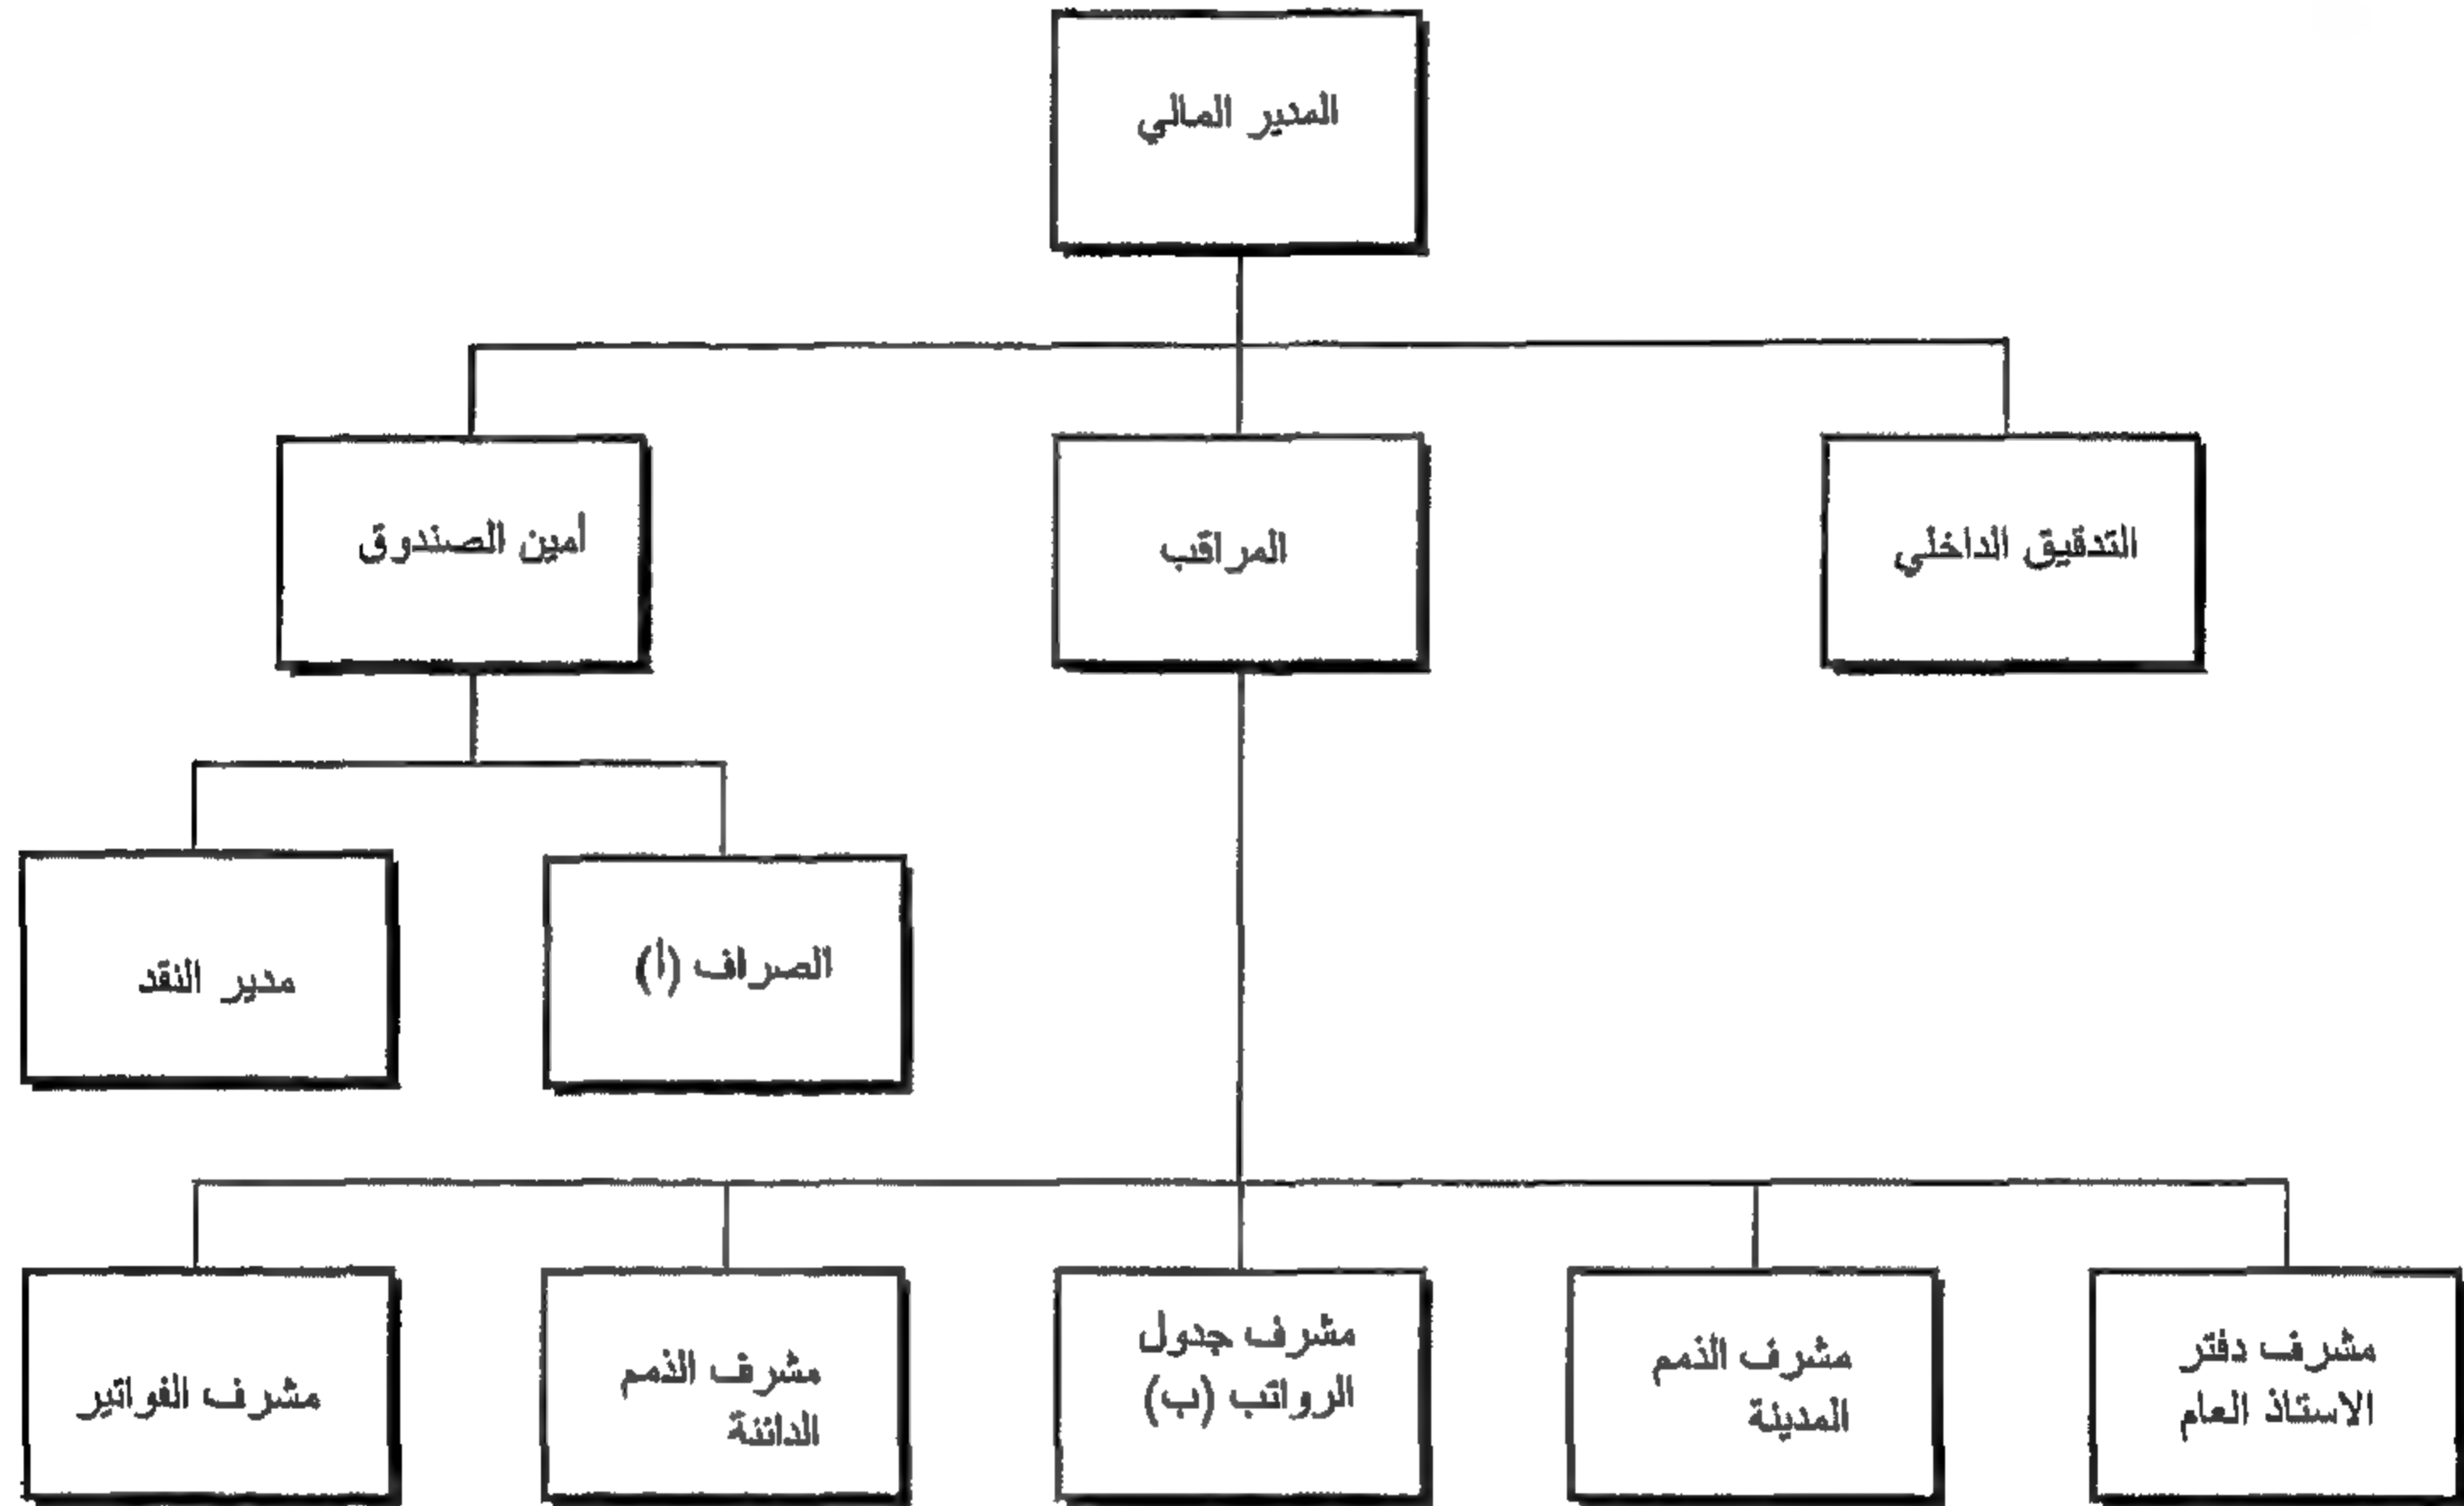 المدير المالي
التدقيق الداخلي
المراقب
امين الصندوق
الصراف (أ)
مدير النقد
مشرف دفتر
الاستاذ العام
مشرف الذمم
المدينة
مشرف جدول
الرواتب (ب)
مشرف الذمم
الدائنة
مشرف الفواتير